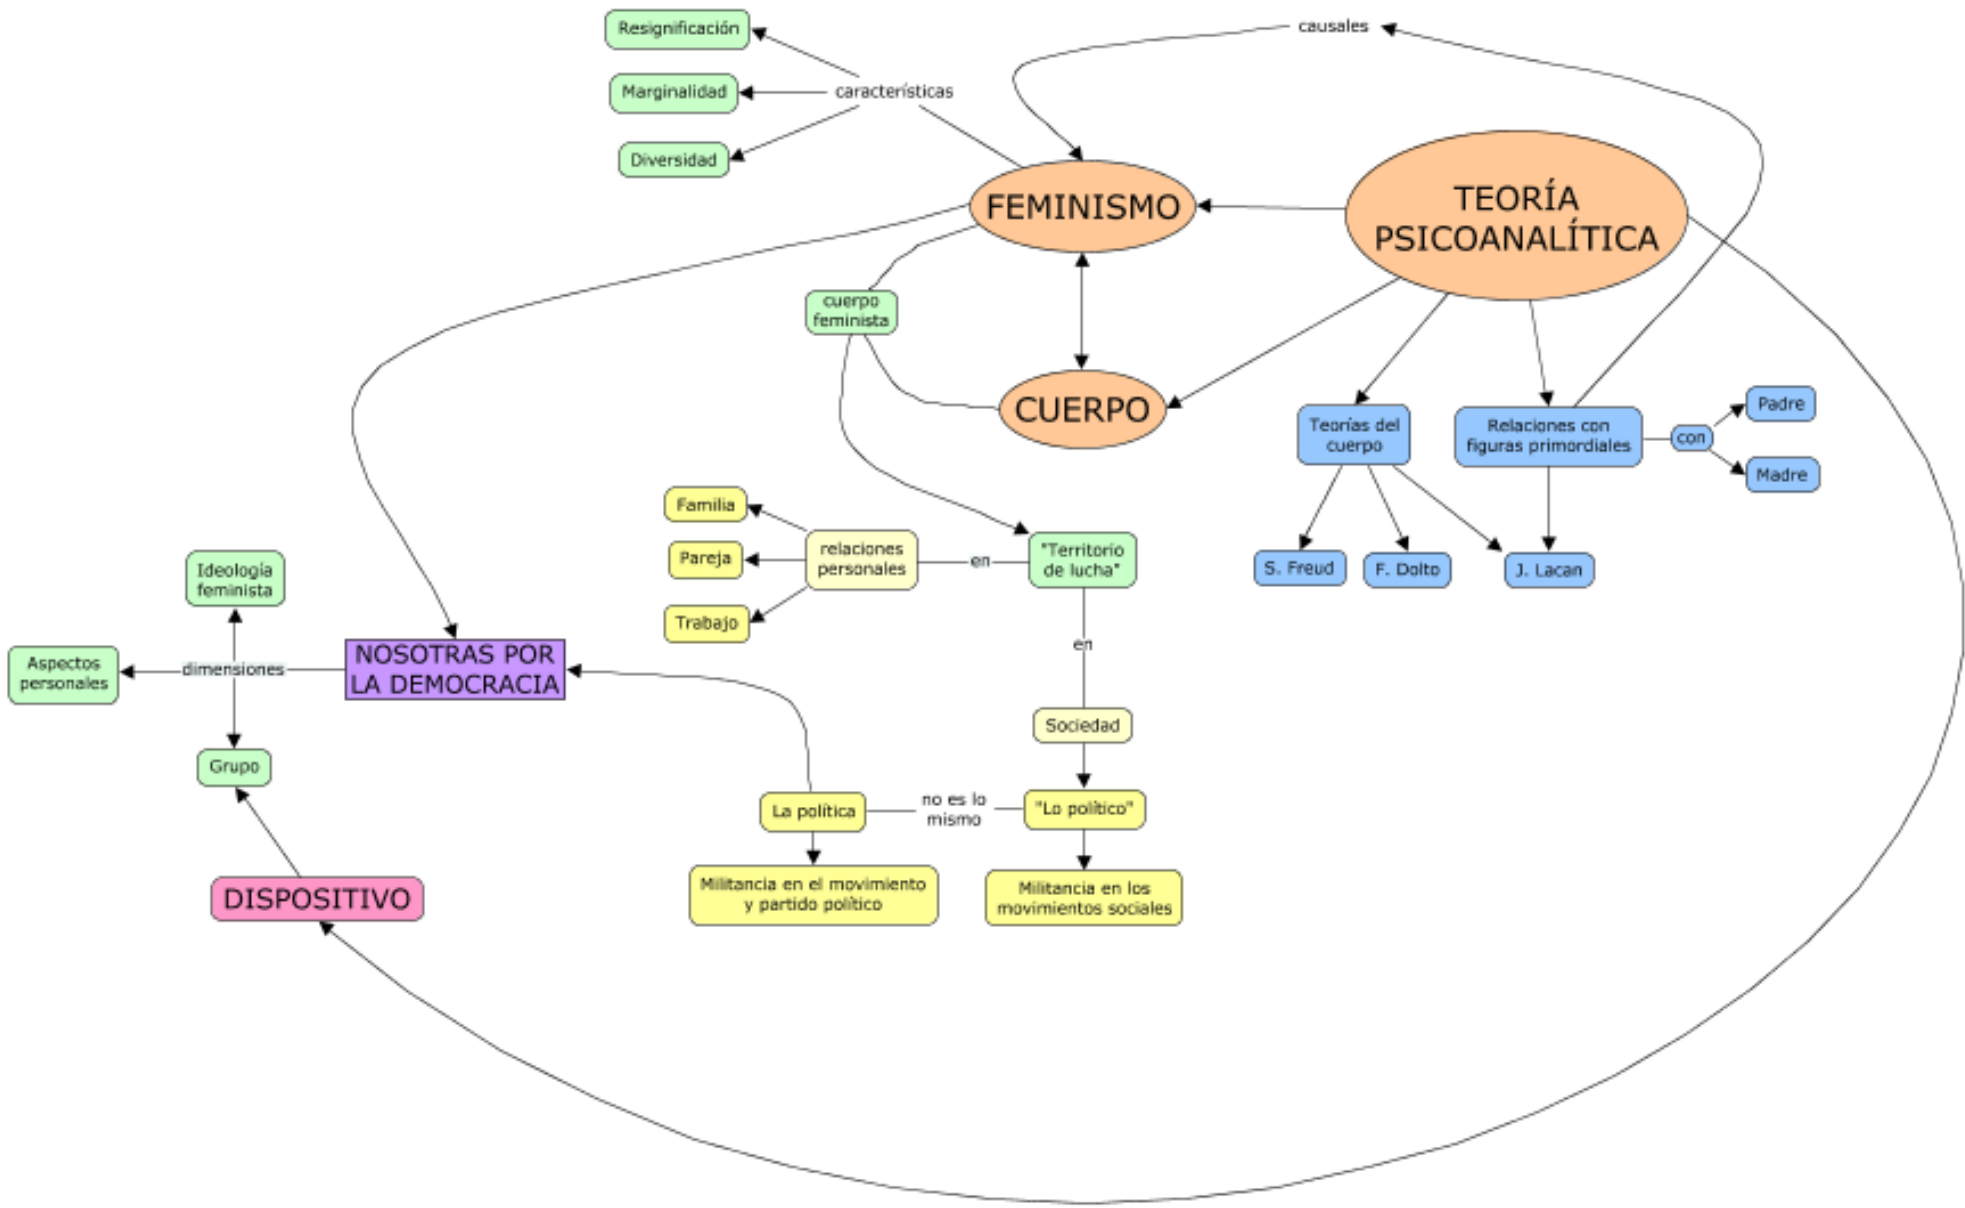 Resignificación
causales
Marginalidad
características
Diversidad
FEMINISMO
TEORÍA
PSICOANALÍTICA
cuerpo
feminista
CUERPO
Teorías del
cuerpo
Relaciones con
figuras primordiales
con
Padre
Madre
Familia
Pareja
Trabajo
relaciones
personales
en
"Territorio
de lucha"
S. Freud
F. Dolto
J. Lacan
Ideología
feminista
Aspectos
personales
dimensiones
NOSOTRAS POR
LA DEMOCRACIA
en
Sociedad
Grupo
La política
no es lo
mismo
"Lo político"
DISPOSITIVO
Militancia en el movimiento
y partido político
Militancia en los
movimientos sociales